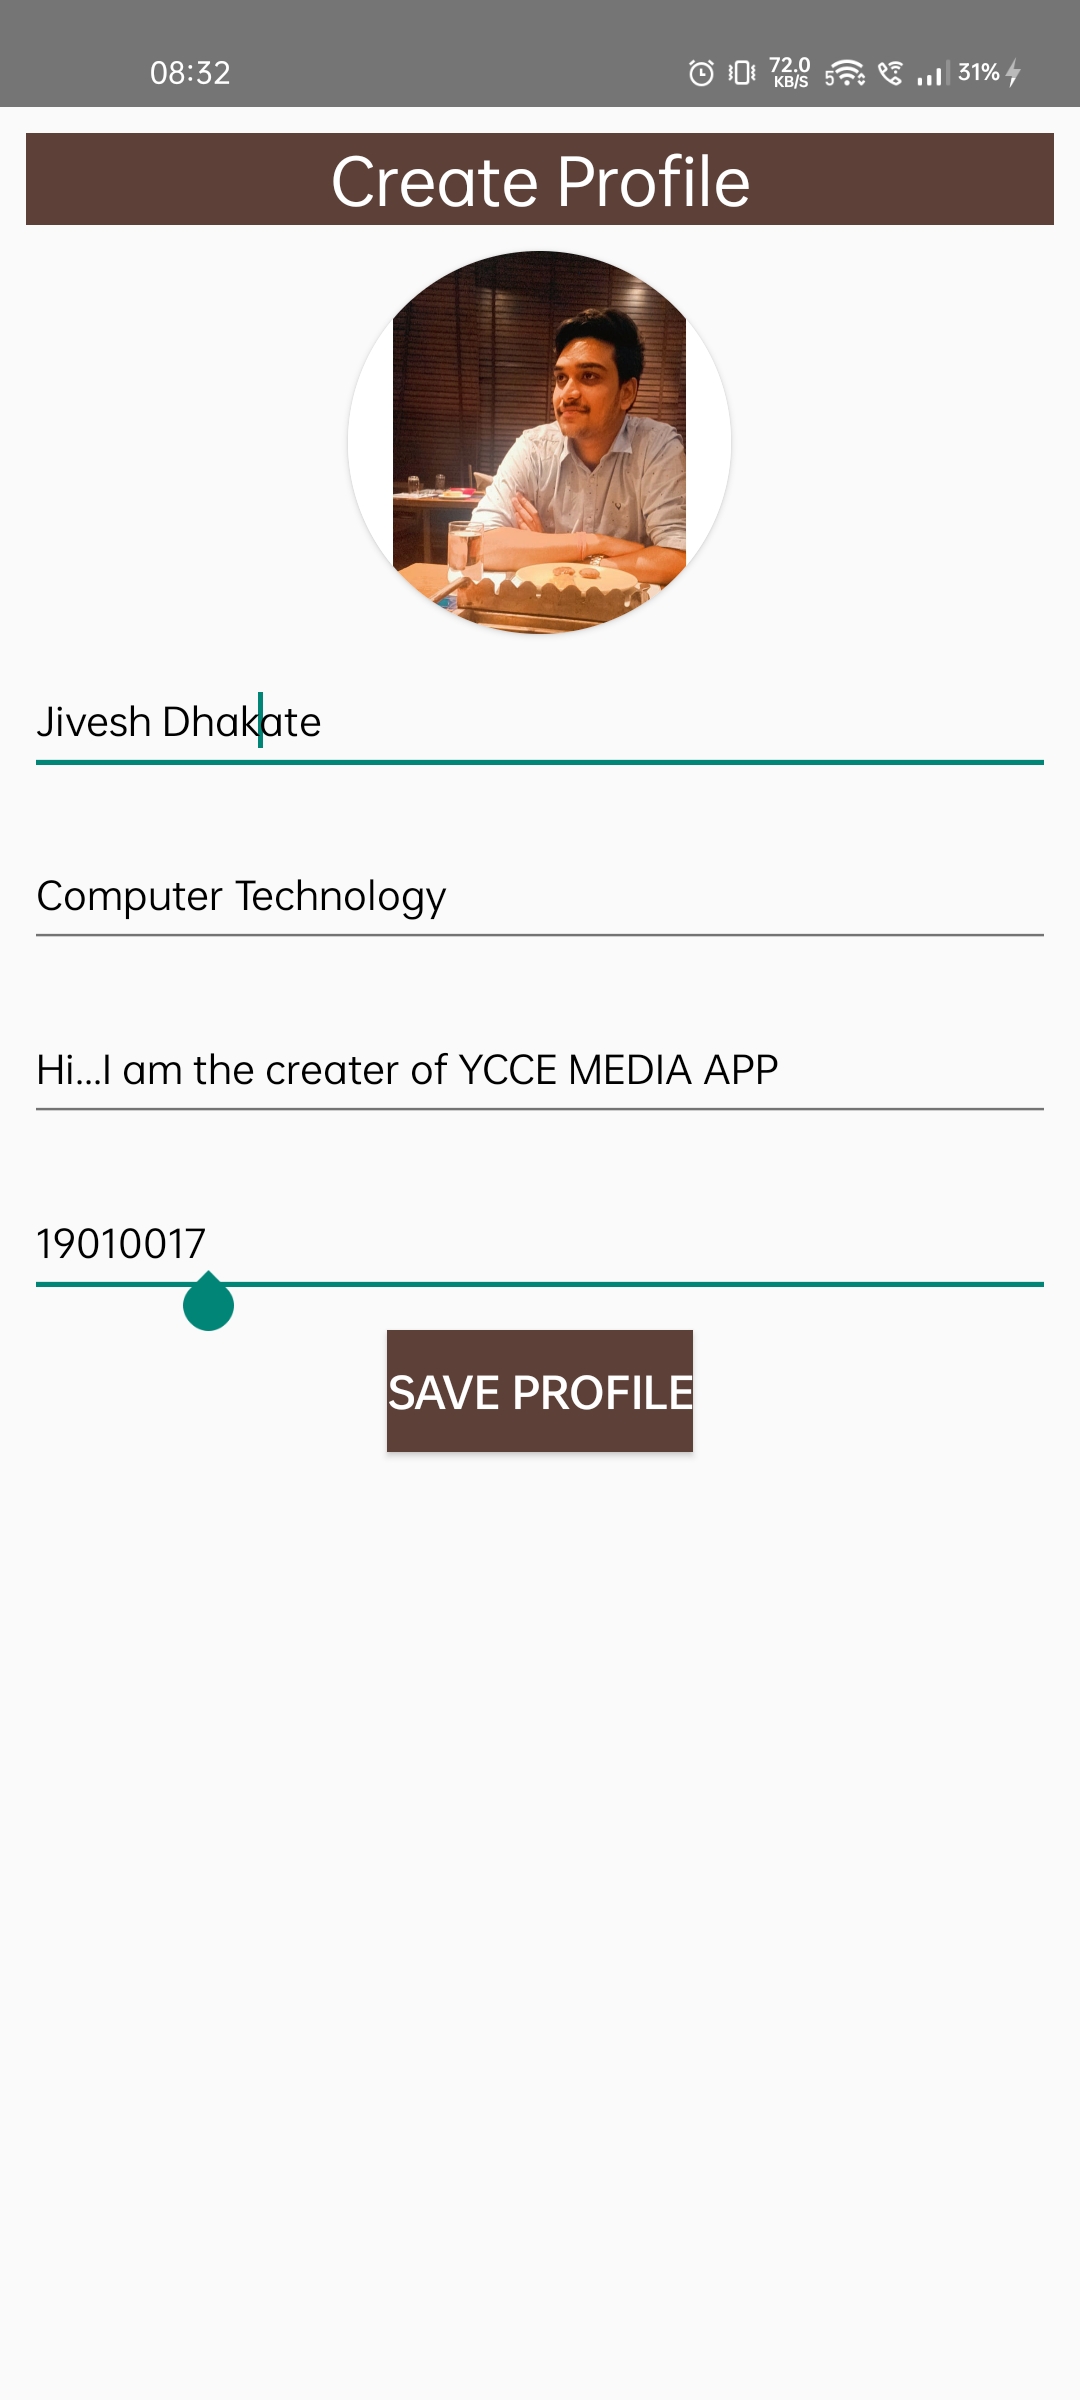 08:32
72.0
KB/S
5
31%
Create Profile
Jivesh Dhakate
Computer Technology
Hi...I am the creater of YCCE MEDIA APP
19010017
SAVE PROFILE